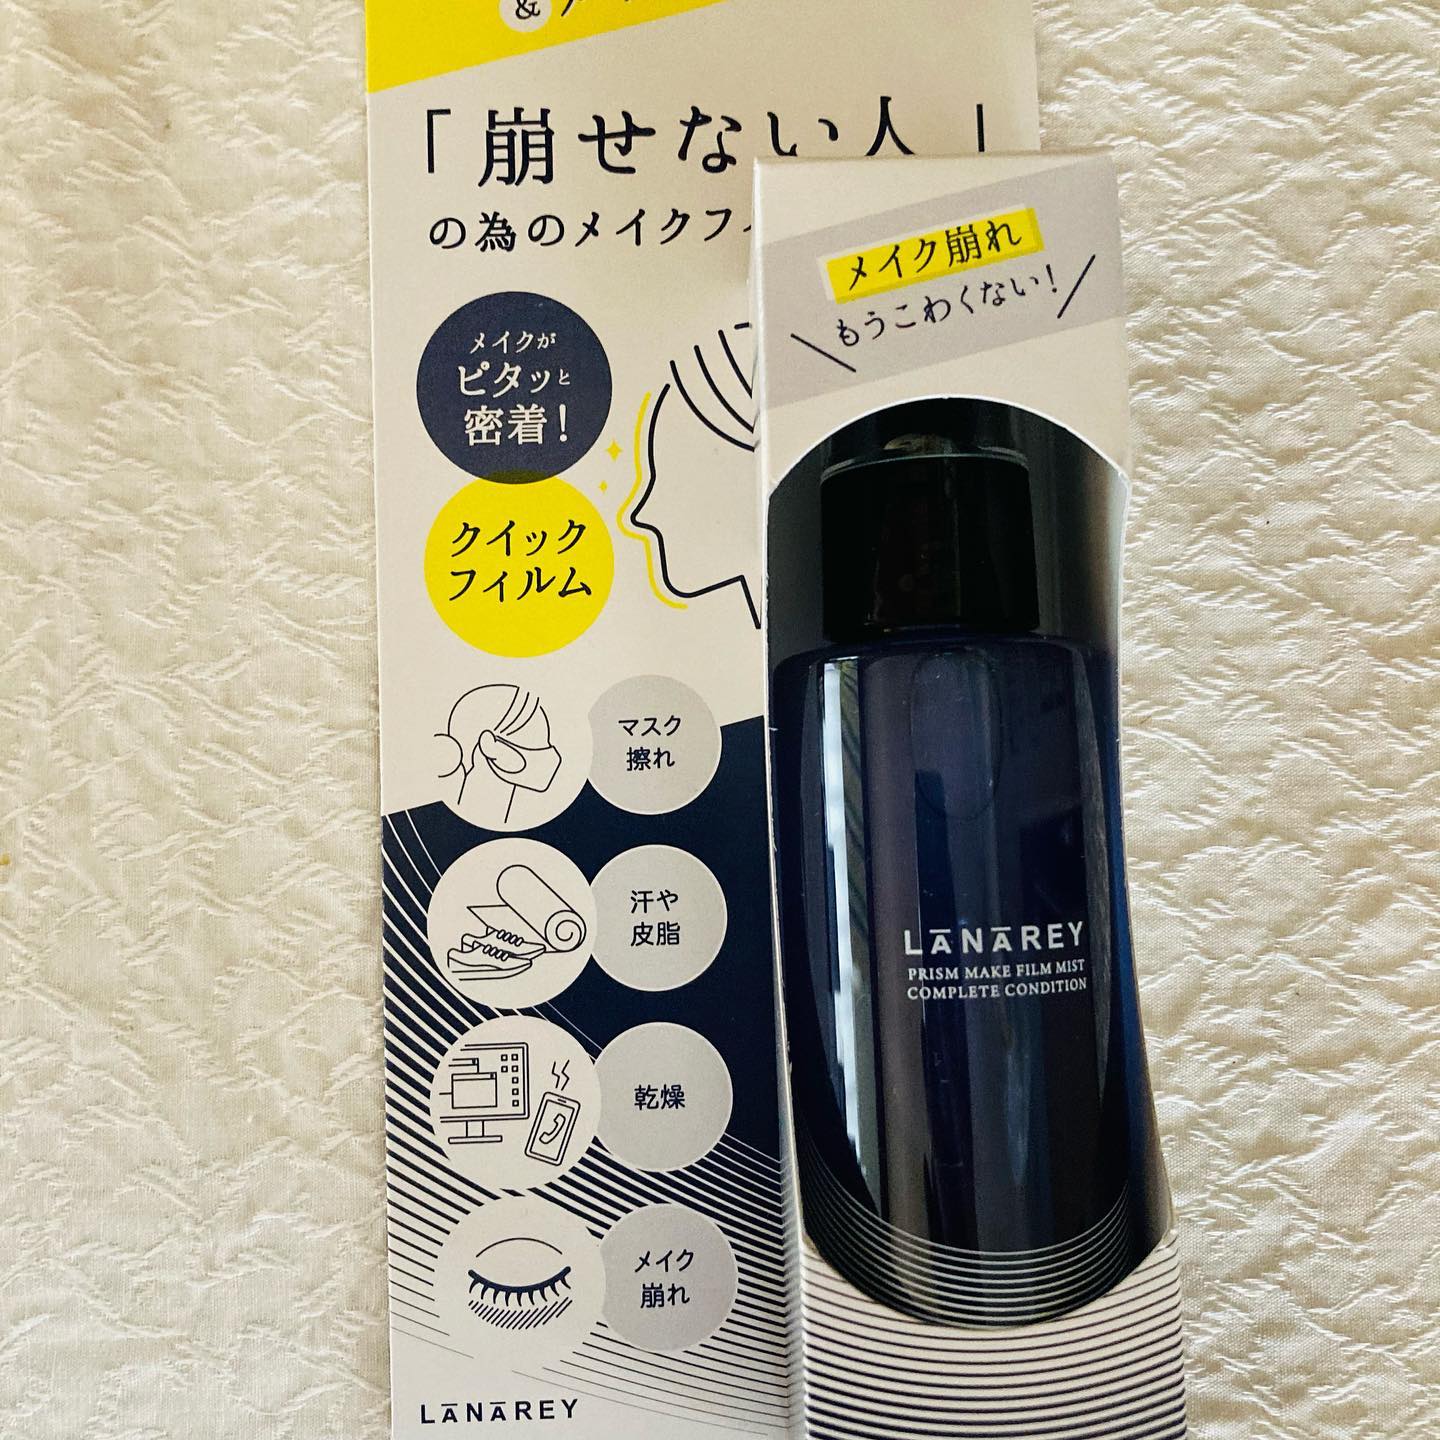 &
「崩せない人」
の為のメイクフィ
メイクが
ピタッと
密着!
クイック
フィルム
マスク
擦れ
汗や
皮脂
乾燥
メイク
崩れ
LĀNĀREY
メイク崩れ
もうこわくない!
LĀNĀREY
PRISM MAKE FILM MIST
COMPLETE CONDITION